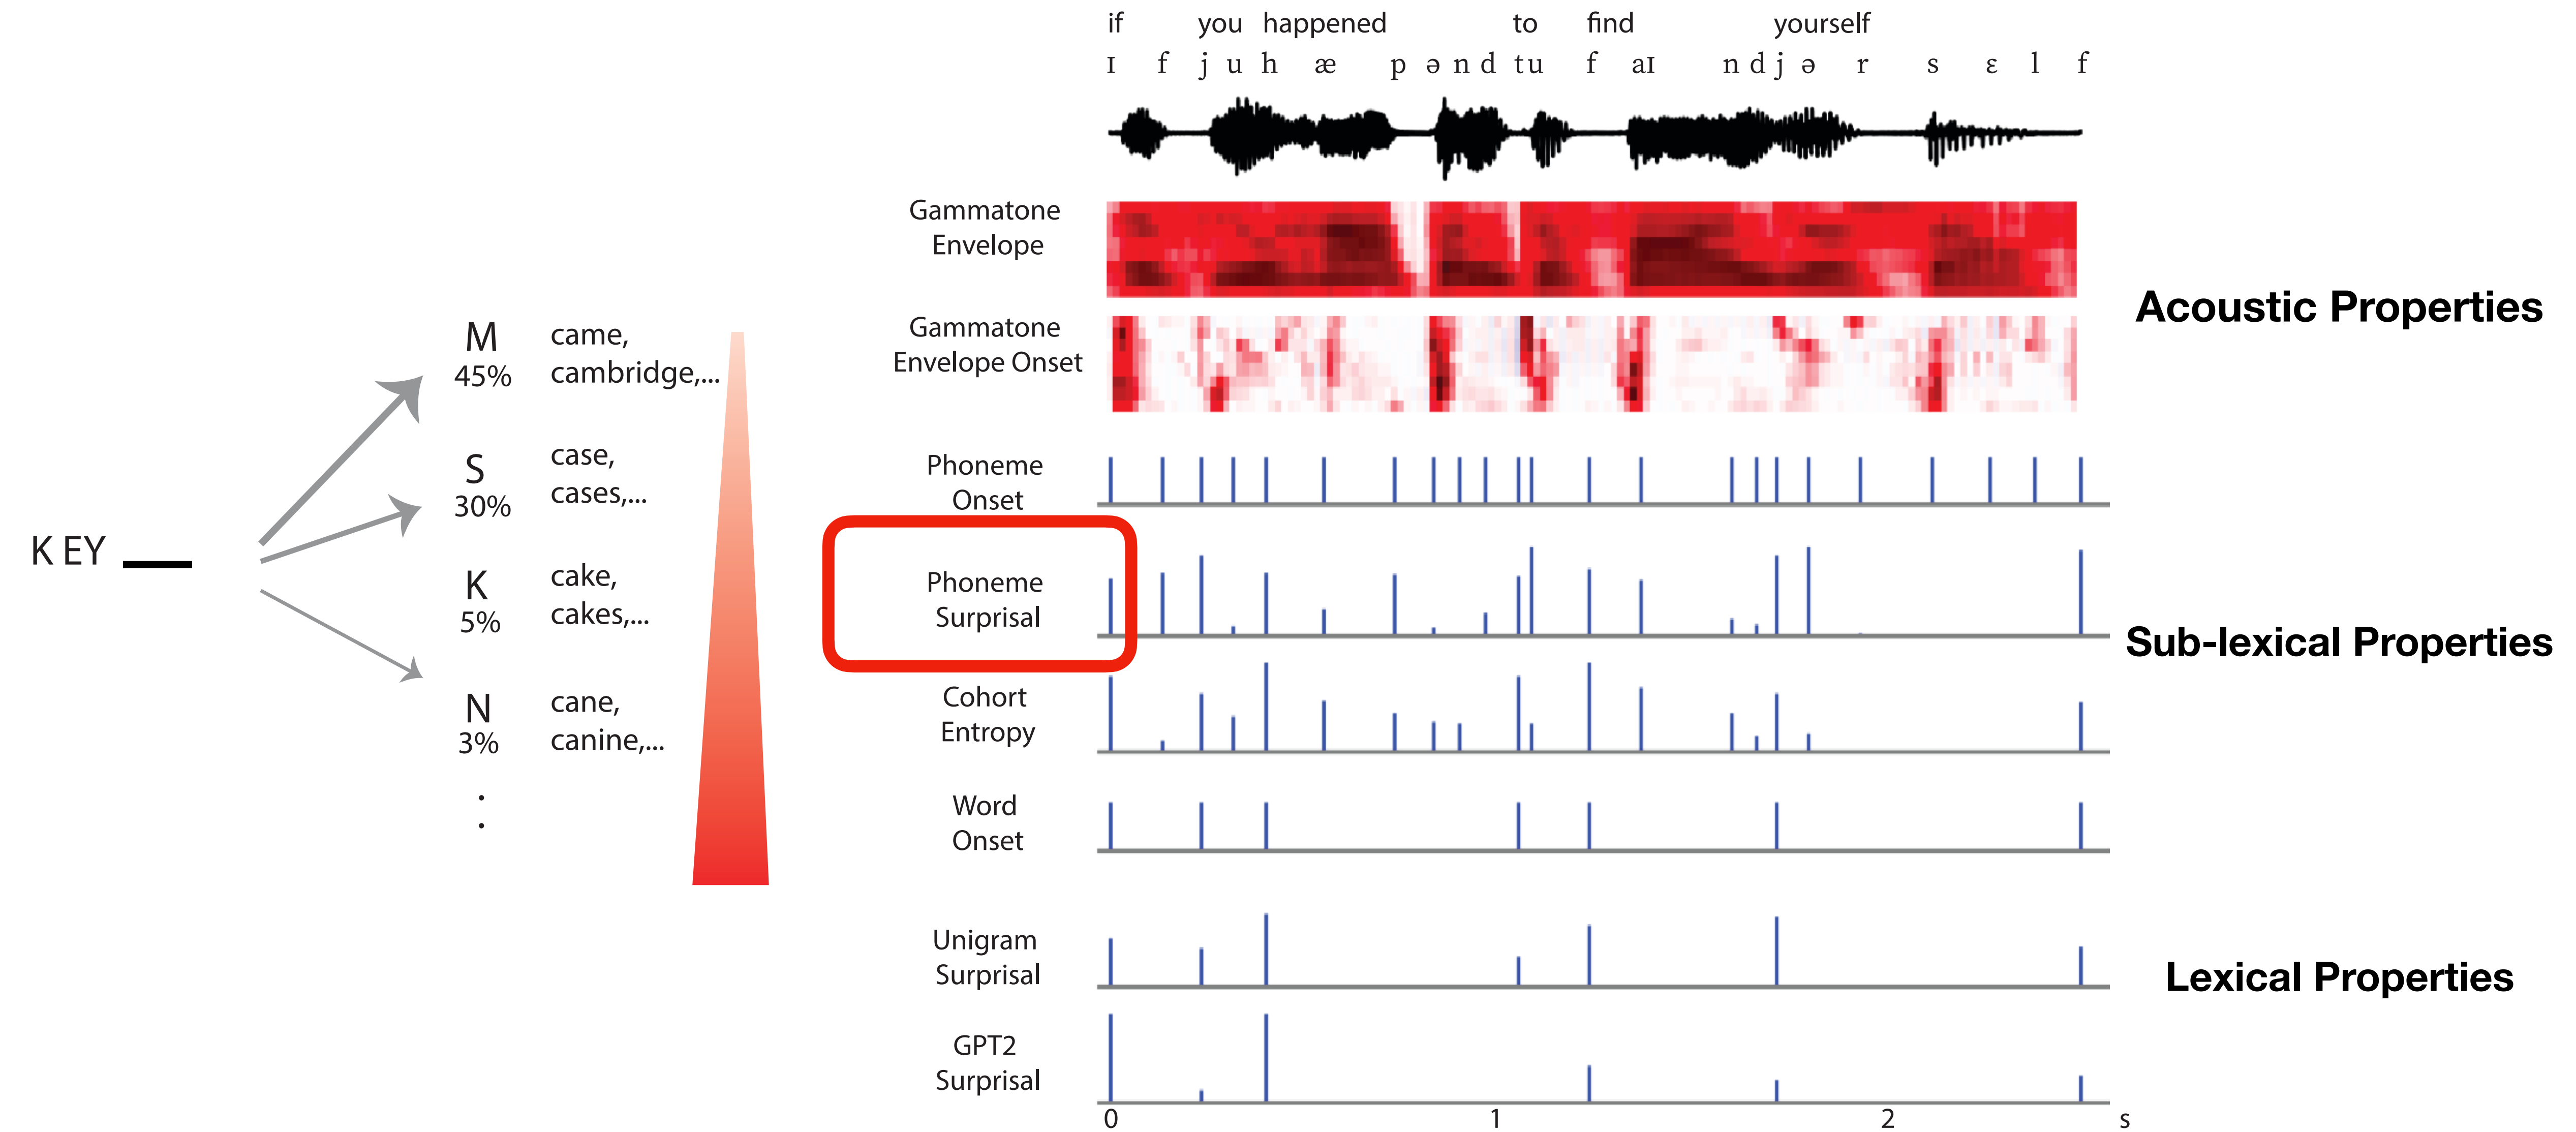 if you happened to find yourself
ɪ f j u h æ p ə n d t u f aɪ n d j ə r s ɛ l f
Gammatone
Envelope
Acoustic Properties
Gammatone
Envelope Onset
M
45%
came,
cambridge,...
S
30%
case,
cases,...
K EY
K
5%
cake,
cakes,...
N
3%
cane,
canine,...
.
.
Phoneme
Onset
Phoneme
Surprisal
Sub-lexical Properties
Cohort
Entropy
Word
Onset
Unigram
Surprisal
Lexical Properties
GPT2
Surprisal
0 1 2 s